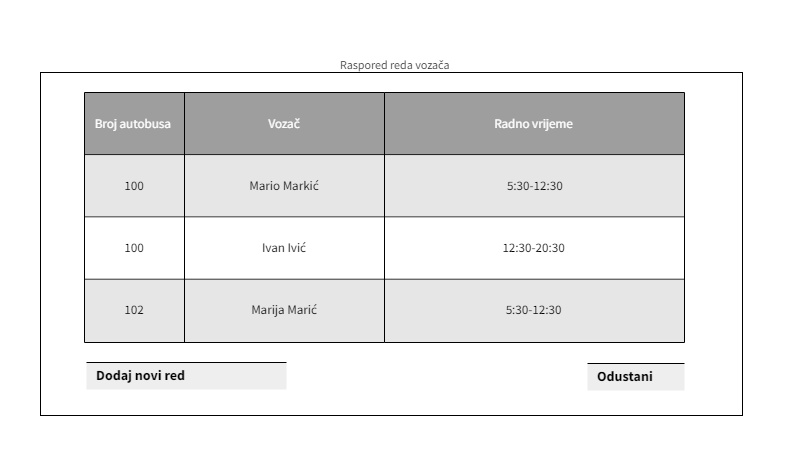 Raspored reda vozača
Broj autobusa Vozač Radno vrijeme
100 Mario Markić 5:30-12:30
100 Ivan Ivić 12:30-20:30
102 Marija Marić 5:30-12:30
Dodaj novi red Odustani